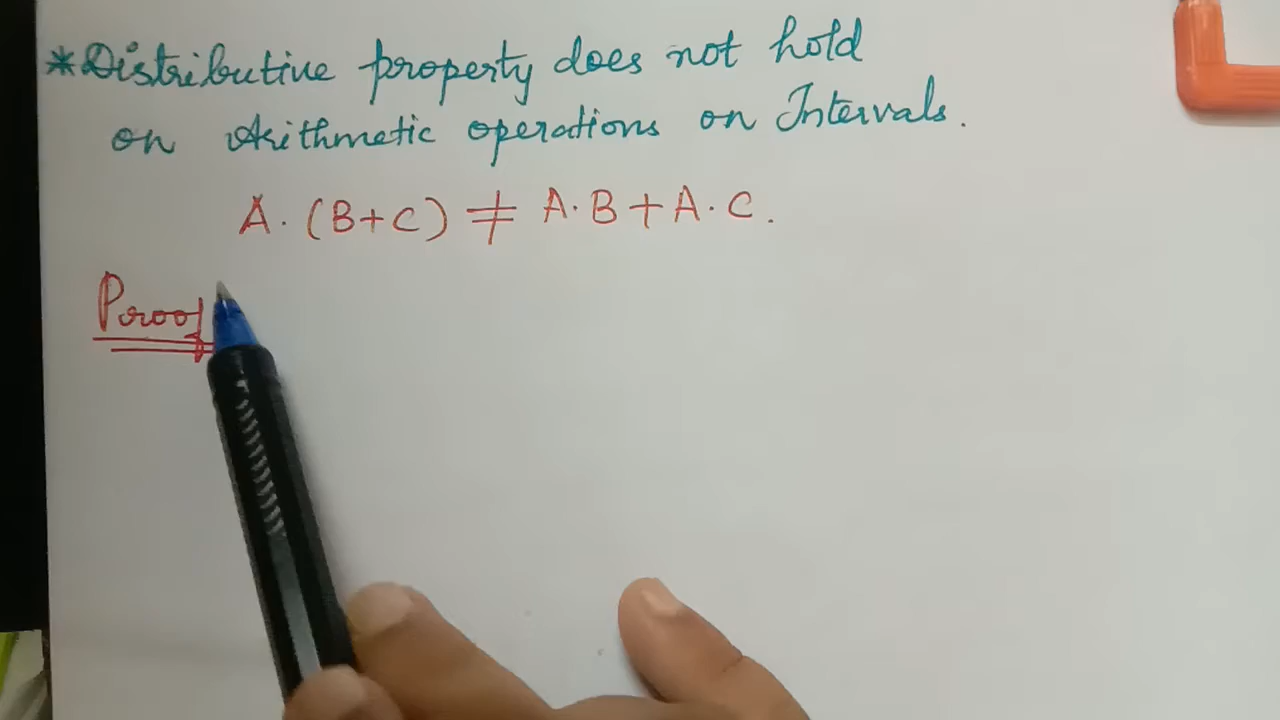 *Distributive property does not hold
on Arithmetic operations on Intervals.
A·(B+C) ≠ A·B+A·C.
Proof